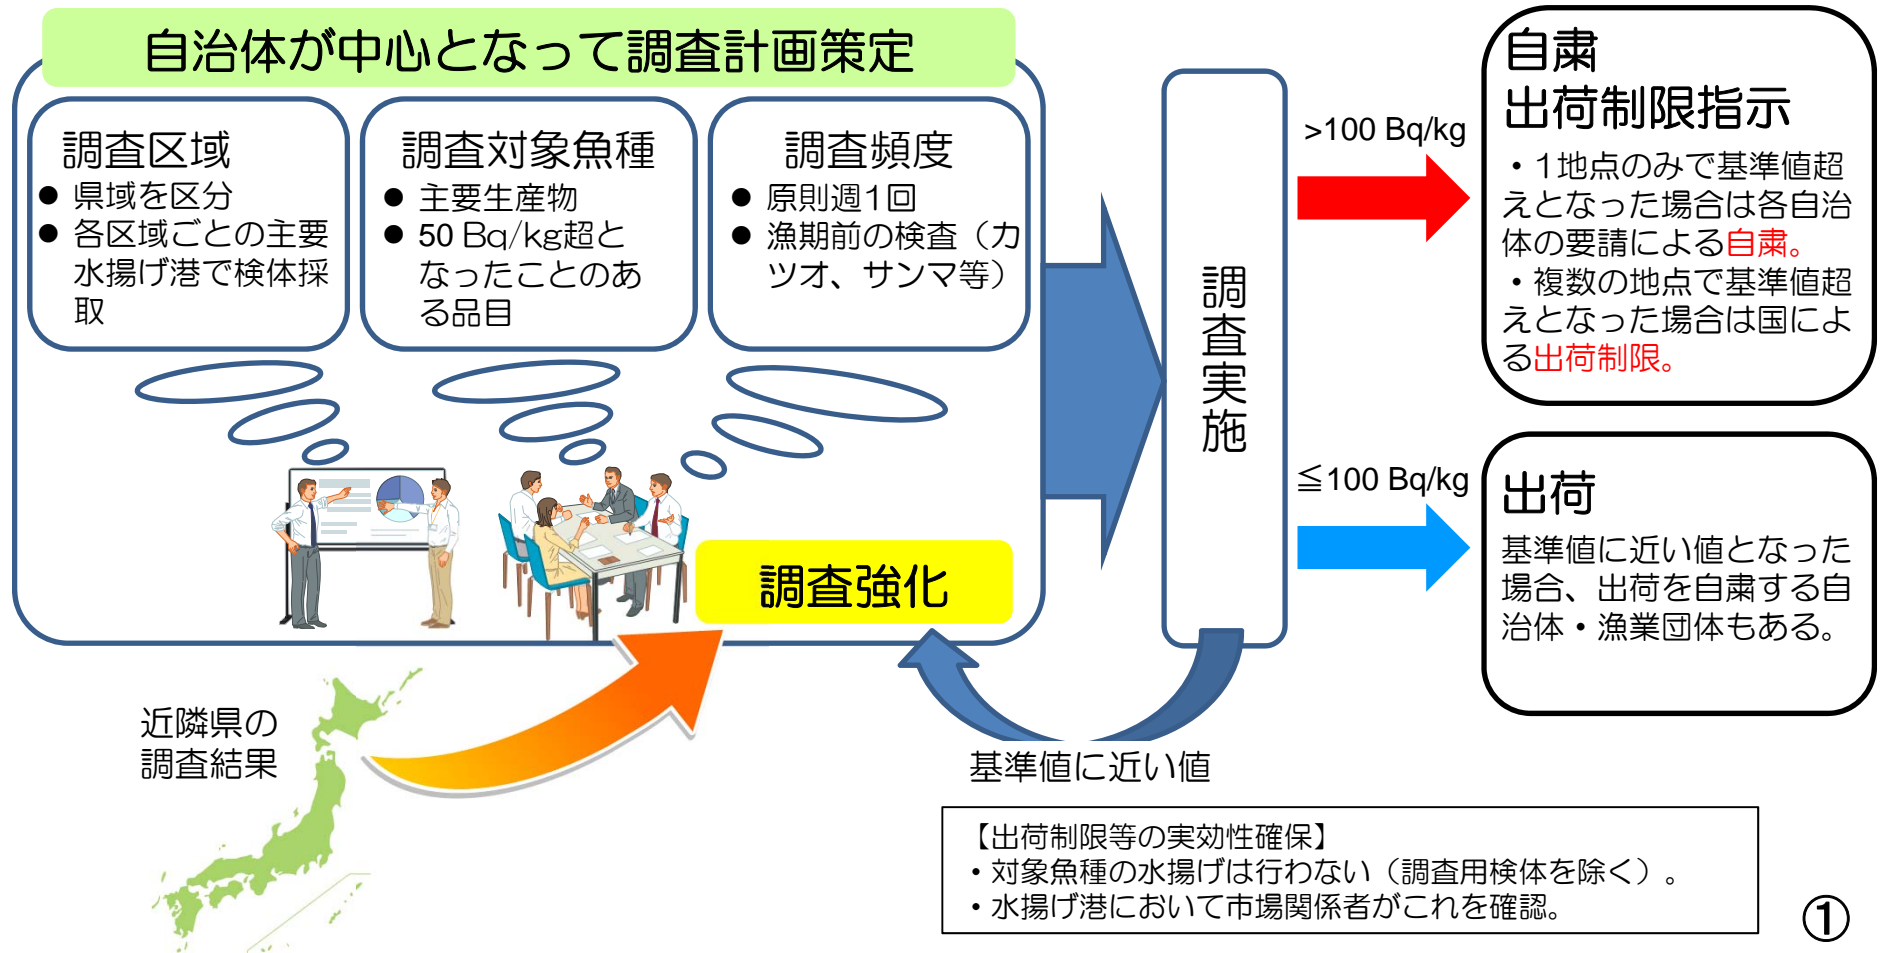 自治体が中心となって調査計画策定
調査区域
● 県域を区分
● 各区域ごとの主要
水揚げ港で検体採
取
調査対象魚種
● 主要生産物
● 50 Bq/kg超と
なったことのあ
る品目
調査頻度
● 原則週1回
● 漁期前の検査（カ
ツオ、サンマ等）
調査強化
近隣県の
調査結果
調査実施
基準値に近い値
>100 Bq/kg
≦100 Bq/kg
自粛
出荷制限指示
・1地点のみで基準値超
えとなった場合は各自治
体の要請による自粛。
・複数の地点で基準値超
えとなった場合は国によ
る出荷制限。
出荷
基準値に近い値となった
場合、出荷を自粛する自
治体・漁業団体もある。
【出荷制限等の実効性確保】
・対象魚種の水揚げは行わない（調査用検体を除く）。
・水揚げ港において市場関係者がこれを確認。
①